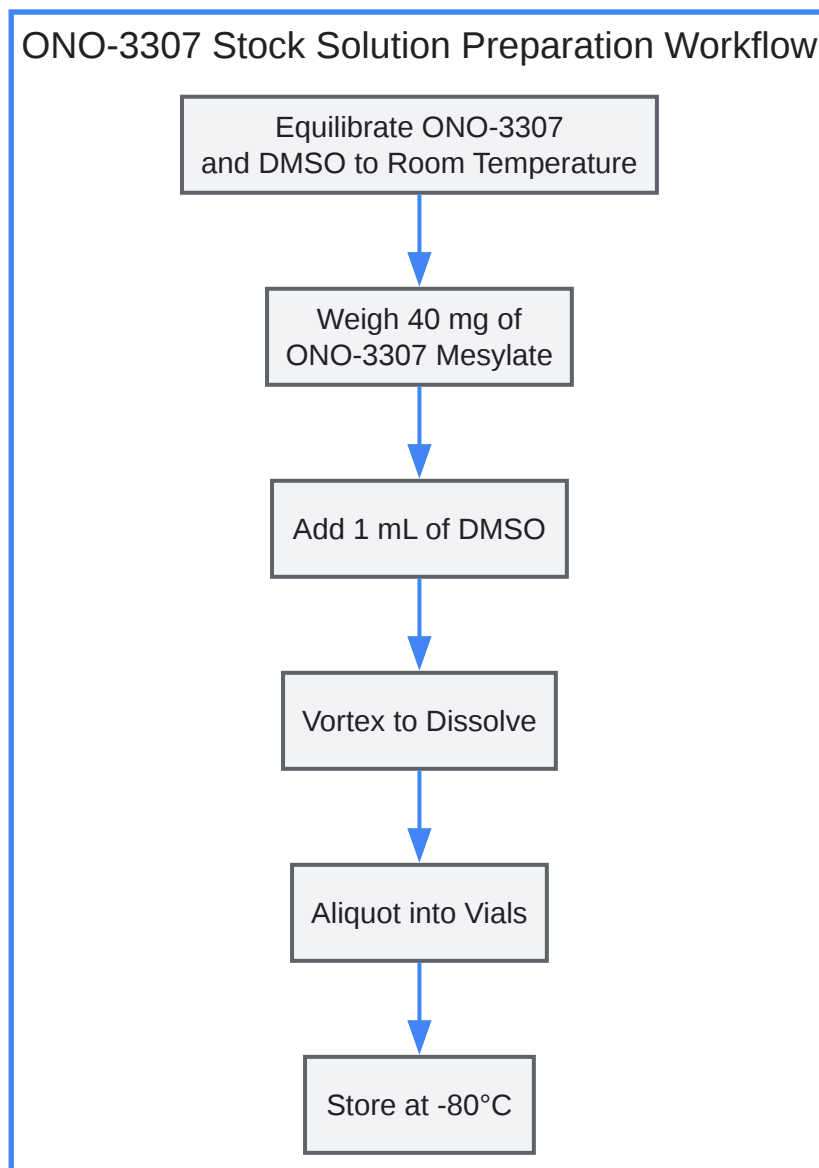 ONO-3307 Stock Solution Preparation Workflow
Equilibrate ONO-3307
and DMSO to Room Temperature
Weigh 40 mg of
ONO-3307 Mesylate
Add 1 mL of DMSO
Vortex to Dissolve
Aliquot into Vials
Store at -80°C